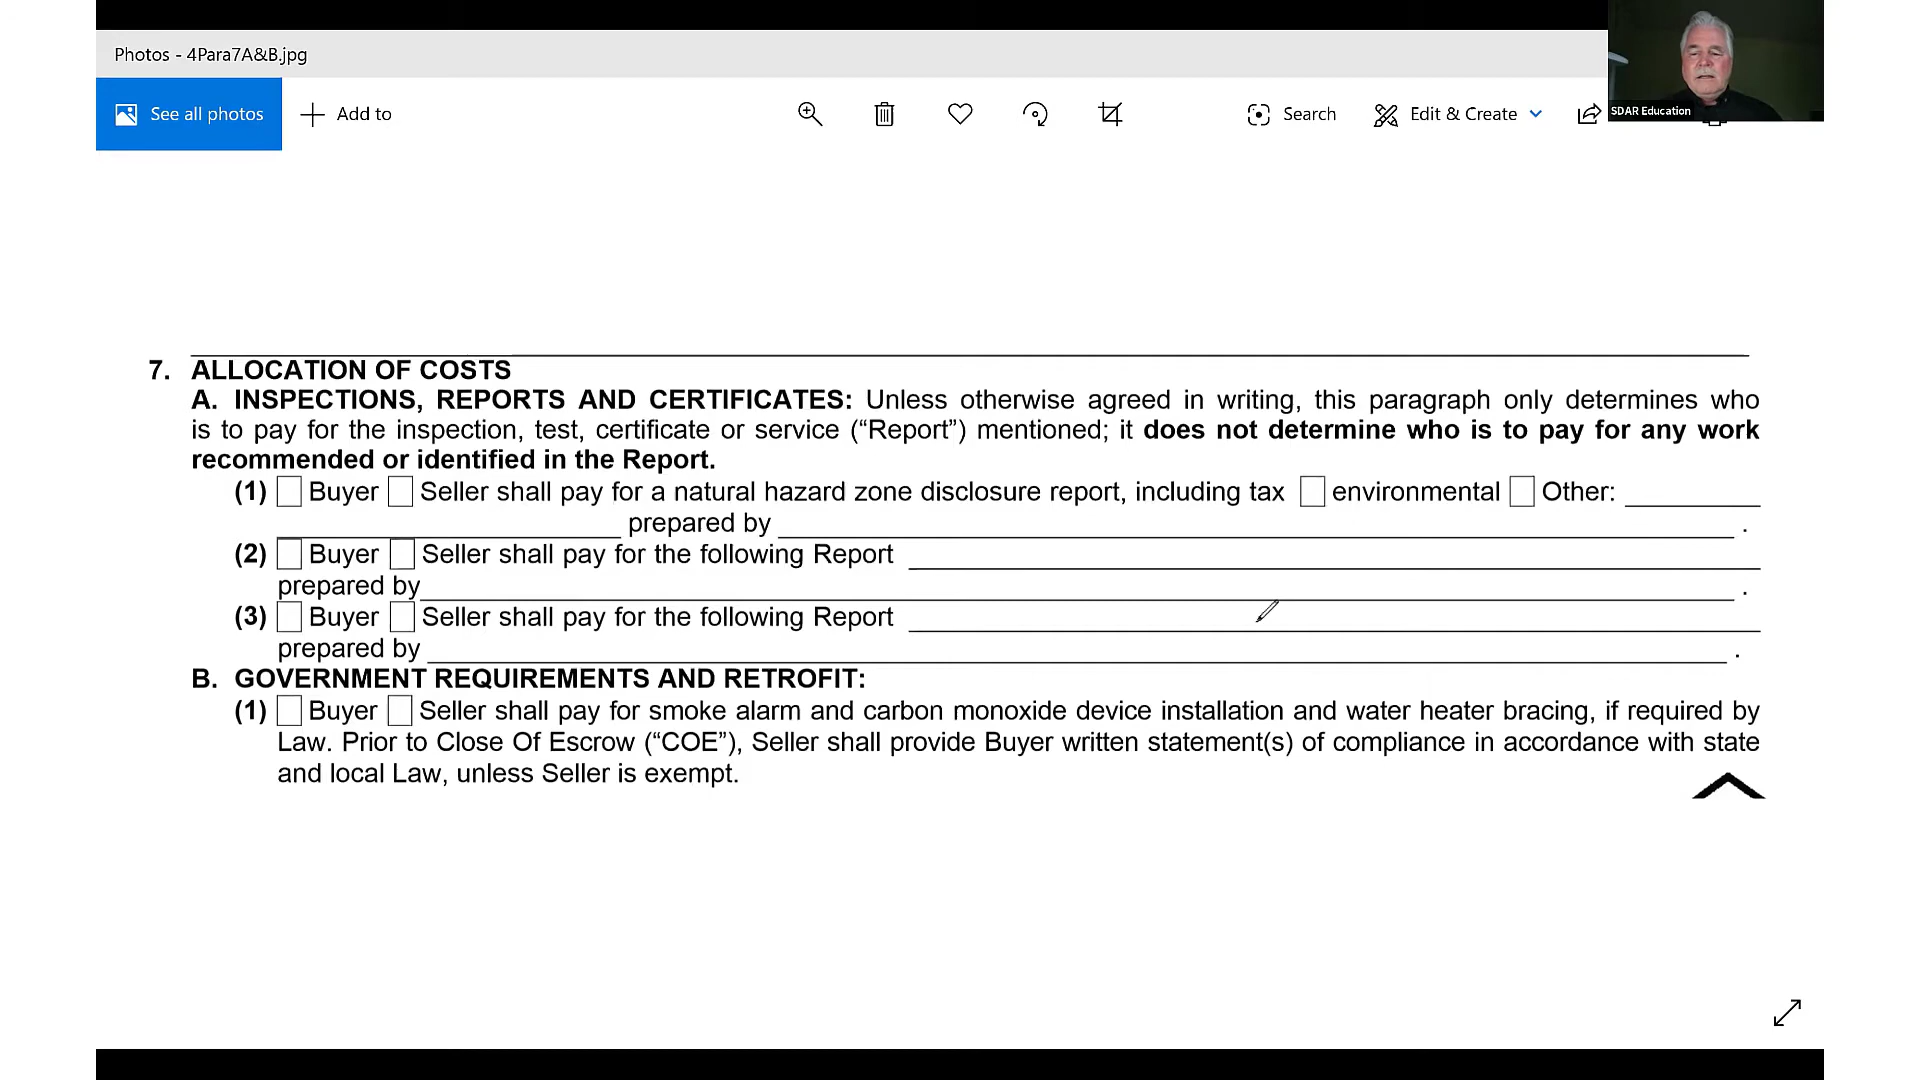 Photos - 4Para7A&B.jpg
See all photos
Add to
Search
Edit & Create
SDAR Education
7. ALLOCATION OF COSTS
A. INSPECTIONS, REPORTS AND CERTIFICATES: Unless otherwise agreed in writing, this paragraph only determines who
is to pay for the inspection, test, certificate or service (“Report”) mentioned; it does not determine who is to pay for any work
recommended or identified in the Report.
(1) Buyer Seller shall pay for a natural hazard zone disclosure report, including tax environmental Other:
prepared by .
(2) Buyer Seller shall pay for the following Report
prepared by .
(3) Buyer Seller shall pay for the following Report
prepared by .
B. GOVERNMENT REQUIREMENTS AND RETROFIT:
(1) Buyer Seller shall pay for smoke alarm and carbon monoxide device installation and water heater bracing, if required by
Law. Prior to Close Of Escrow (“COE”), Seller shall provide Buyer written statement(s) of compliance in accordance with state
and local Law, unless Seller is exempt.